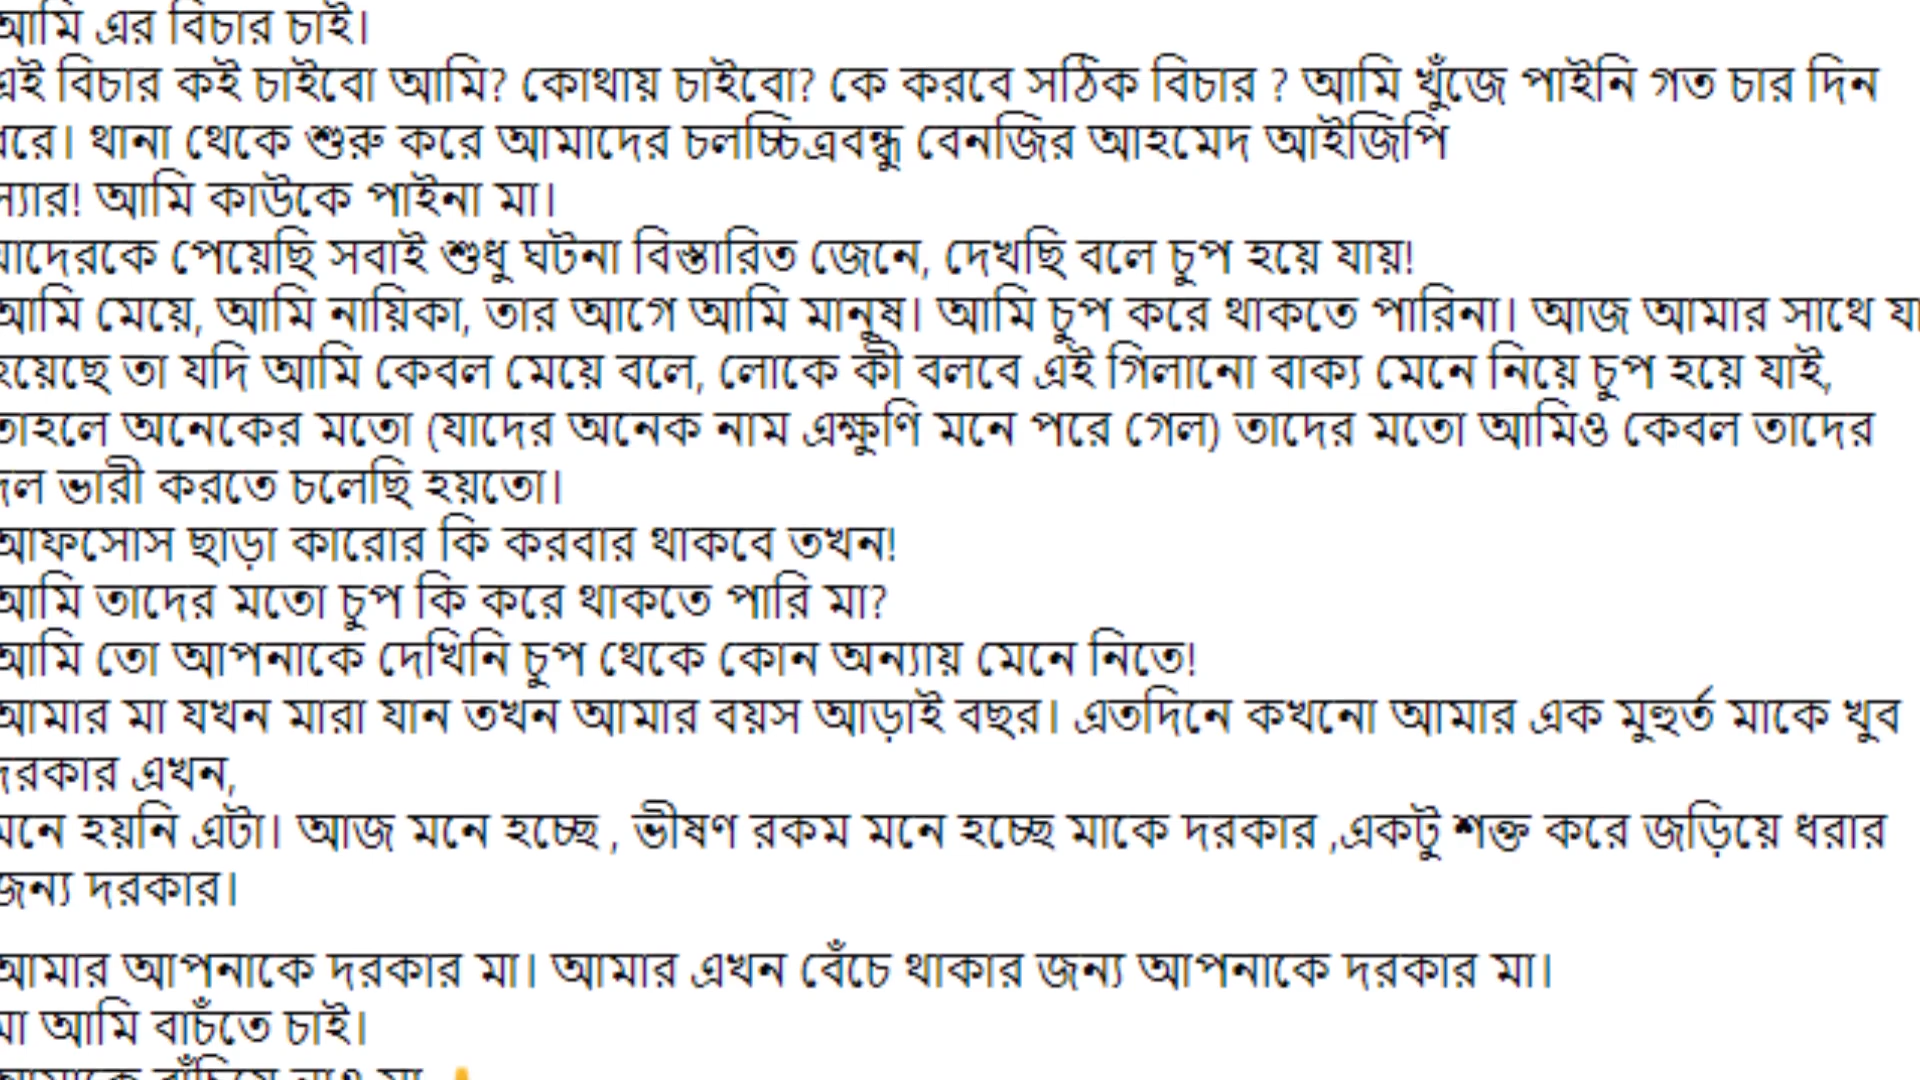 আমি এর বিচার চাই।
এই বিচার কই চাইবো আমি? কোথায় চাইবো? কে করবে সঠিক বিচার ? আমি খুঁজে পাইনি গত চার দিন
ধরে। থানা থেকে শুরু করে আমাদের চলচ্চিত্রবন্ধু বেনজির আহমেদ আইজিপি
স্যার! আমি কাউকে পাইনা মা।
যাদেরকে পেয়েছি সবাই শুধু ঘটনা বিস্তারিত জেনে, দেখছি বলে চুপ হয়ে যায়!
আমি মেয়ে, আমি নায়িকা, তার আগে আমি মানুষ। আমি চুপ করে থাকতে পারিনা। আজ আমার সাথে যা
হয়েছে তা যদি আমি কেবল মেয়ে বলে, লোকে কী বলবে এই গিলানো বাক্য মেনে নিয়ে চুপ হয়ে যাই,
তাহলে অনেকের মতো (যাদের অনেক নাম এক্ষুণি মনে পরে গেল) তাদের মতো আমিও কেবল তাদের
দল ভারী করতে চলেছি হয়তো।
আফসোস ছাড়া কারোর কি করবার থাকবে তখন!
আমি তাদের মতো চুপ কি করে থাকতে পারি মা?
আমি তো আপনাকে দেখিনি চুপ থেকে কোন অন্যায় মেনে নিতে!
আমার মা যখন মারা যান তখন আমার বয়স আড়াই বছর। এতদিনে কখনো আমার এক মুহুর্ত মাকে খুব
দরকার এখন,
মনে হয়নি এটা। আজ মনে হচ্ছে , ভীষণ রকম মনে হচ্ছে মাকে দরকার ,একটু শক্ত করে জড়িয়ে ধরার
জন্য দরকার।
আমার আপনাকে দরকার মা। আমার এখন বেঁচে থাকার জন্য আপনাকে দরকার মা।
মা আমি বাচঁতে চাই।
আমাকে বাঁচিয়ে নাও মা